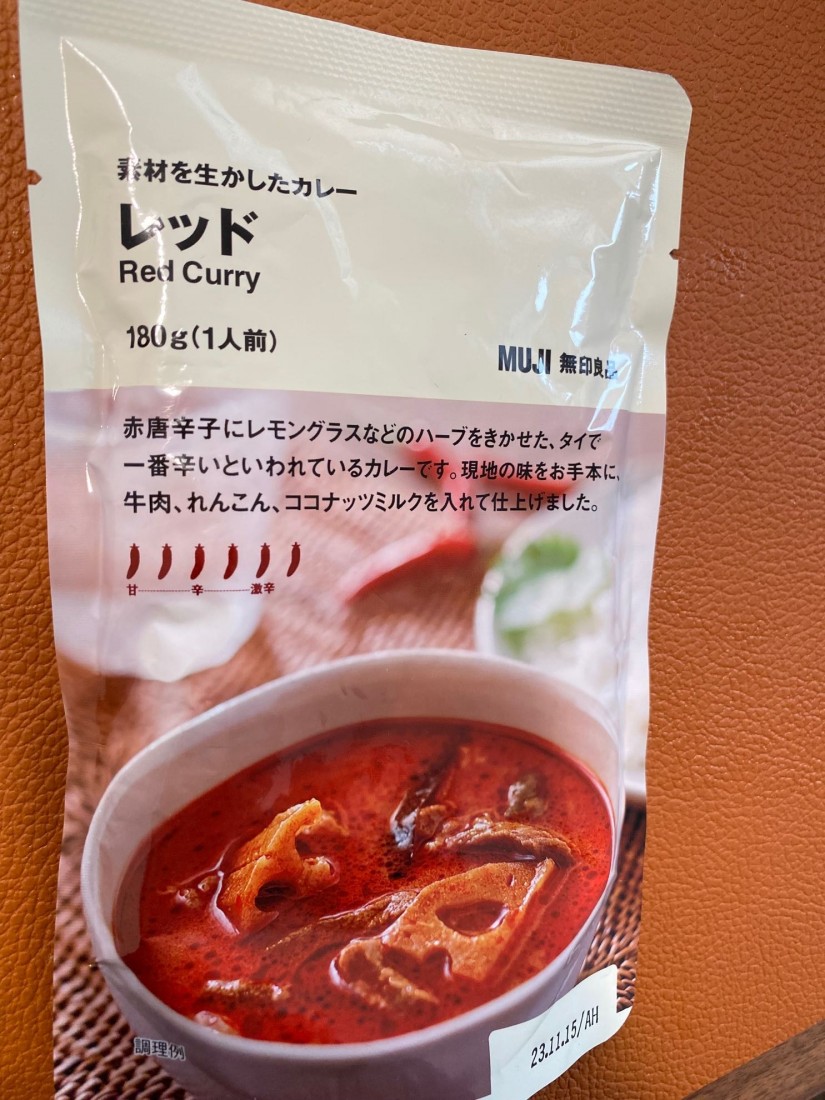 素材を生かしたカレー
レッド
Red Curry
180g(1人前)
MUJI 無印良品
赤唐辛子にレモングラスなどのハーブをきかせた、タイで
一番辛いといわれているカレーです。現地の味をお手本に、
牛肉、れんこん、ココナッツミルクを入れて仕上げました。
甘 辛 激辛
調理例
23.11.15/AH